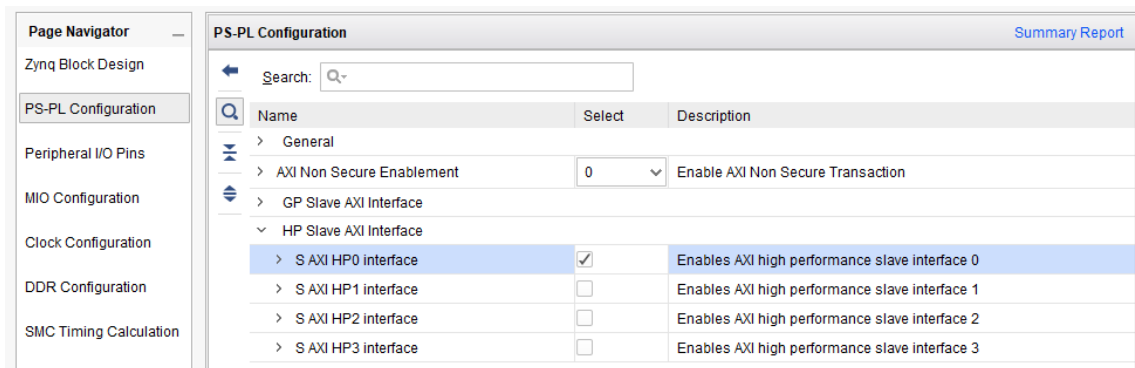 Page Navigator
Zynq Block Design
PS-PL Configuration
Peripheral I/O Pins
MIO Configuration
Clock Configuration
DDR Configuration
SMC Timing Calculation
PS-PL Configuration Summary Report
Search:
Name Select Description
General
AXI Non Secure Enablement 0 Enable AXI Non Secure Transaction
GP Slave AXI Interface
HP Slave AXI Interface
S AXI HP0 interface Enables AXI high performance slave interface 0
S AXI HP1 interface Enables AXI high performance slave interface 1
S AXI HP2 interface Enables AXI high performance slave interface 2
S AXI HP3 interface Enables AXI high performance slave interface 3